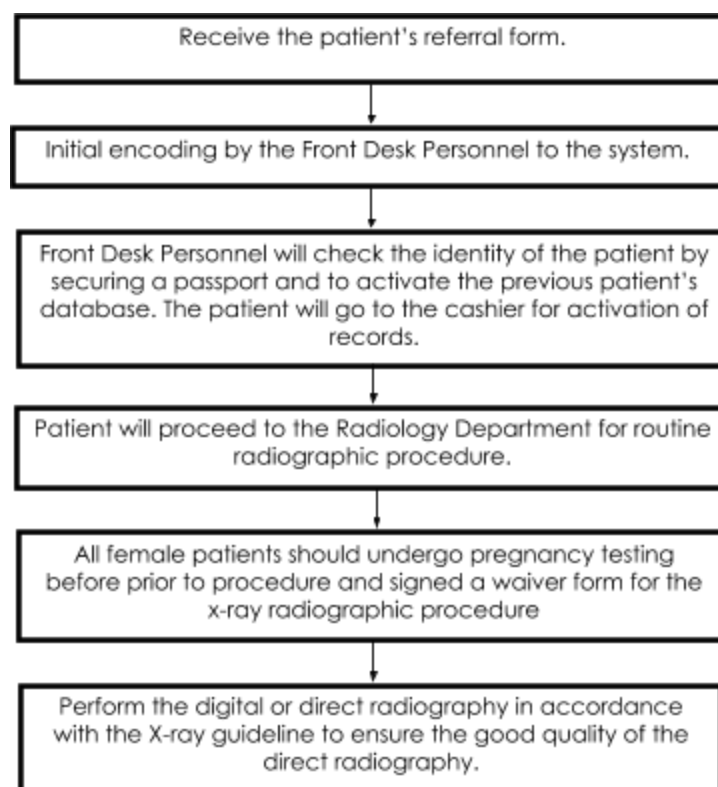 Receive the patient's referral form.
Initial encoding by the Front Desk Personnel to the system.
Front Desk Personnel will check the identity of the patient by
securing a passport and to activate the previous patient's
database. The patient will go to the cashier for activation of
records.
Patient will proceed to the Radiology Department for routine
radiographic procedure.
All female patients should undergo pregnancy testing
before prior to procedure and signed a waiver form for the
x-ray radiographic procedure
Perform the digital or direct radiography in accordance
with the X-ray guideline to ensure the good quality of the
direct radiography.